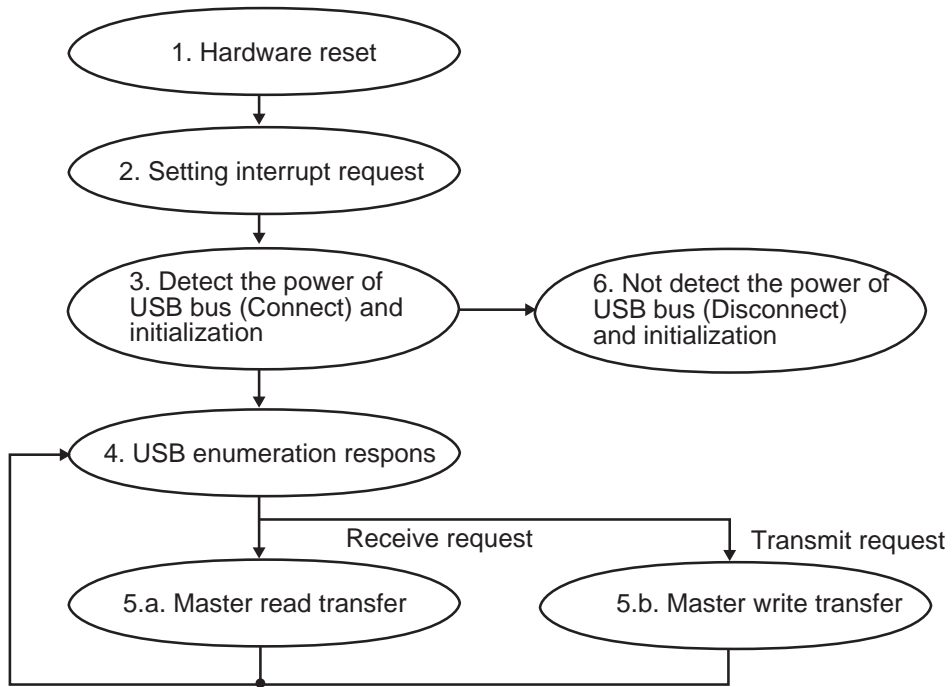 1. Hardware reset
2. Setting interrupt request
3. Detect the power of
USB bus (Connect) and
initialization
6. Not detect the power of
USB bus (Disconnect)
and initialization
4. USB enumeration respons
Receive request
Transmit request
5.a. Master read transfer
5.b. Master write transfer